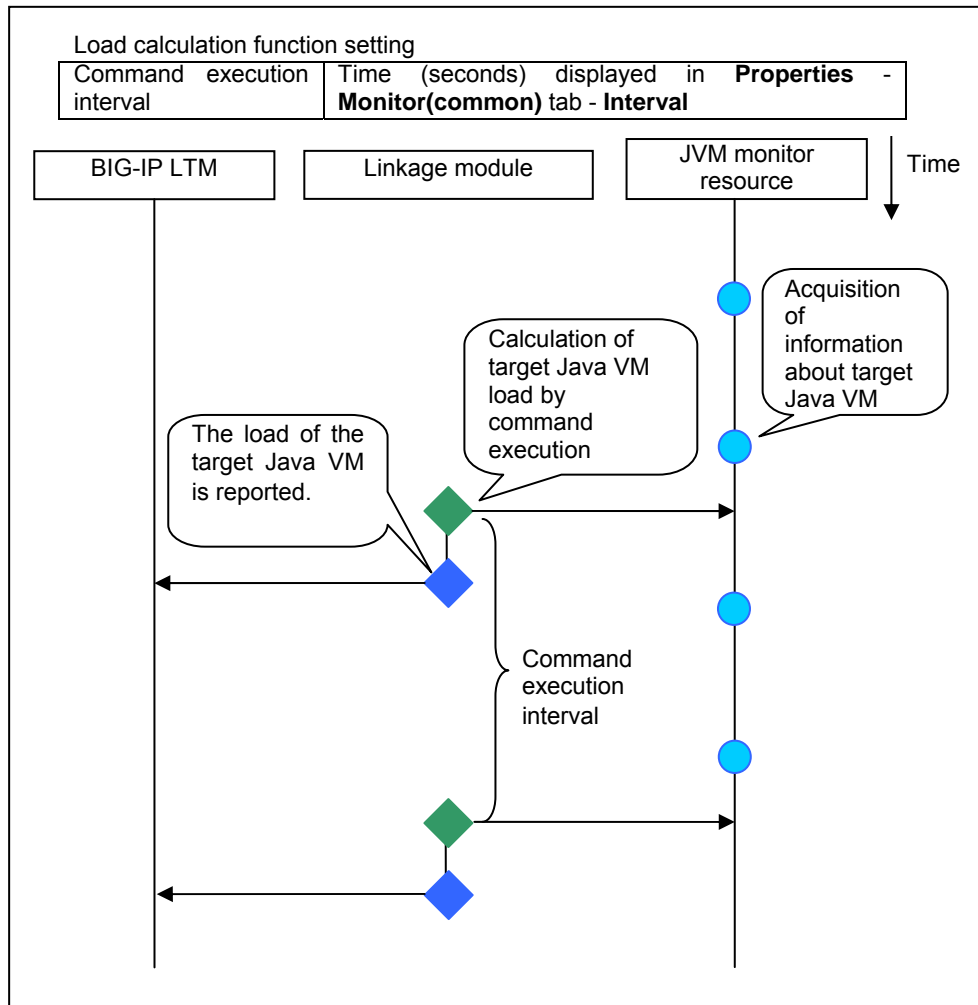 Load calculation function setting
Command execution
interval
Time (seconds) displayed in Properties -
Monitor(common) tab - Interval
BIG-IP LTM
Linkage module
JVM monitor
resource
Time
Acquisition
of
information
about target
Java VM
Calculation of
target Java VM
load by
command
execution
The load of the
target Java VM
is reported.
Command
execution
interval